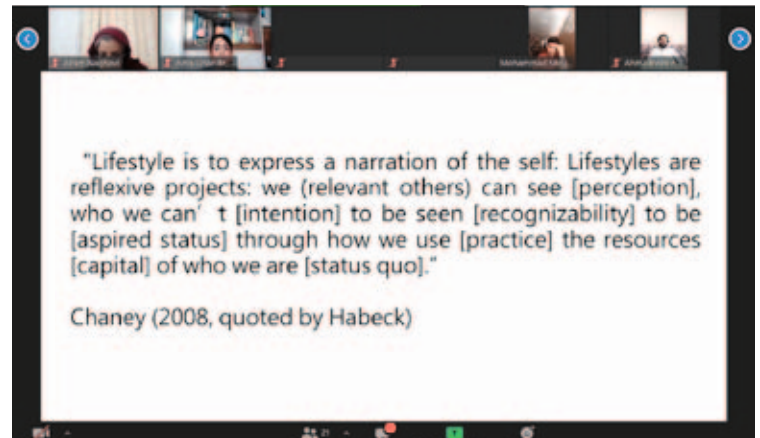 "Lifestyle is to express a narration of the self: Lifestyles are
reflexive projects: we (relevant others) can see [perception],
who we can' t [intention] to be seen [recognizability] to be
[aspired status] through how we use [practice] the resources
[capital] of who we are [status quo]."
Chaney (2008, quoted by Habeck)
21